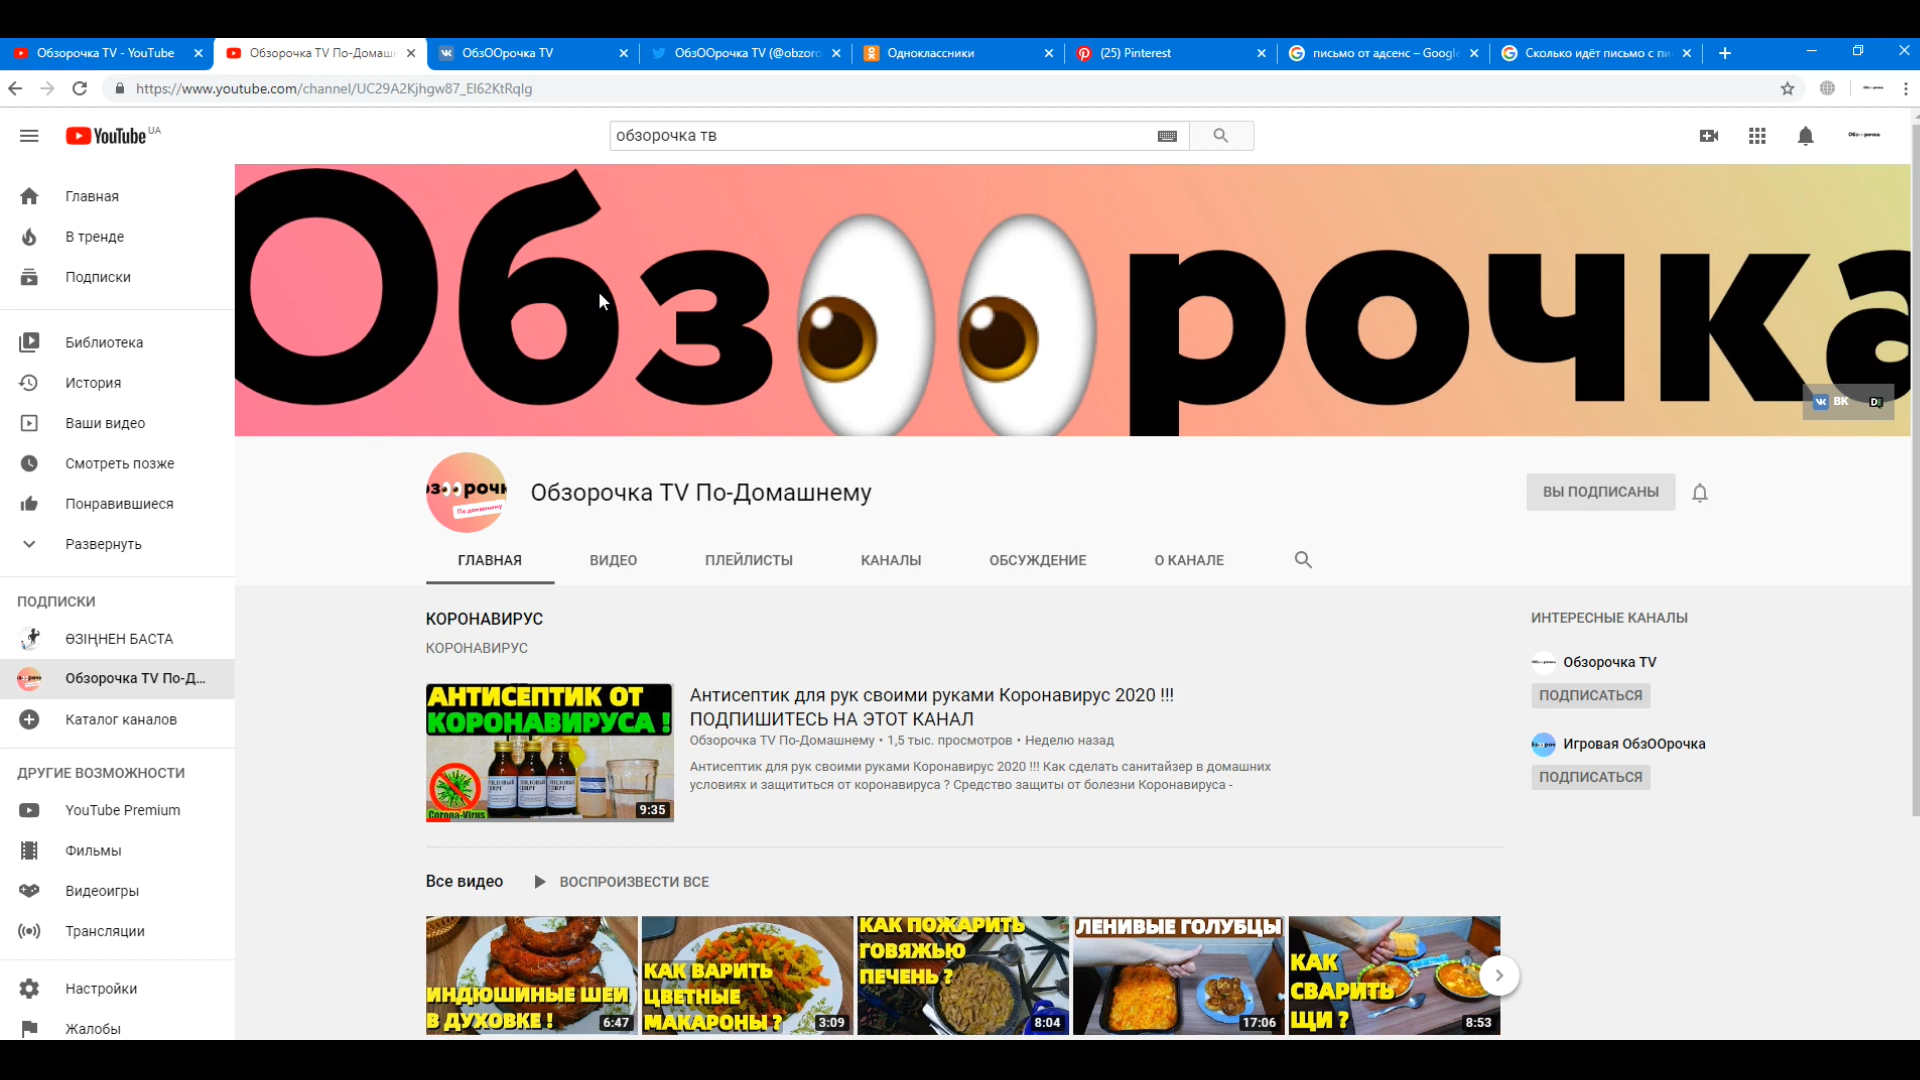 Обзорочка TV - YouTube
Обзорочка TV По-Домаш
ОбзООрочка TV
ОбзООрочка TV (@obzoro
Одноклассники
(25) Pinterest
письмо от адсенс – Google
Сколько идёт письмо с пи
https://www.youtube.com/channel/UC29A2Kjhgw87_EI62KtRqIg
YouTube UA
обзорочка тв
Главная
В тренде
Подписки
Библиотека
История
Ваши видео
Смотреть позже
Понравившиеся
Развернуть
ПОДПИСКИ
ӨЗІҢНЕН БАСТА
Обзорочка TV По-Д...
Каталог каналов
ДРУГИЕ ВОЗМОЖНОСТИ
YouTube Premium
Фильмы
Видеоигры
Трансляции
Настройки
Жалобы
Обз👀рочка
ВК
Обзорочка TV По-Домашнему
ВЫ ПОДПИСАНЫ
ГЛАВНАЯ
ВИДЕО
ПЛЕЙЛИСТЫ
КАНАЛЫ
ОБСУЖДЕНИЕ
О КАНАЛЕ
КОРОНАВИРУС
КОРОНАВИРУС
АНТИСЕПТИК ОТ
КОРОНАВИРУСА !
Corona-Virus
9:35
Антисептик для рук своими руками Коронавирус 2020 !!!
ПОДПИШИТЕСЬ НА ЭТОТ КАНАЛ
Обзорочка TV По-Домашнему • 1,5 тыс. просмотров • Неделю назад
Антисептик для рук своими руками Коронавирус 2020 !!! Как сделать санитайзер в домашних
условиях и защититься от коронавируса ? Средство защиты от болезни Коронавируса -
ИНТЕРЕСНЫЕ КАНАЛЫ
Обзорочка TV
ПОДПИСАТЬСЯ
Игровая ОбзООрочка
ПОДПИСАТЬСЯ
Все видео
ВОСПРОИЗВЕСТИ ВСЕ
ИНДЮШИНЫЕ ШЕИ
В ДУХОВКЕ !
6:47
КАК ВАРИТЬ
ЦВЕТНЫЕ
МАКАРОНЫ ?
3:09
КАК ПОЖАРИТЬ
ГОВЯЖЬЮ
ПЕЧЕНЬ ?
8:04
ЛЕНИВЫЕ ГОЛУБЦЫ
17:06
КАК
СВАРИТЬ
ЩИ ?
8:53